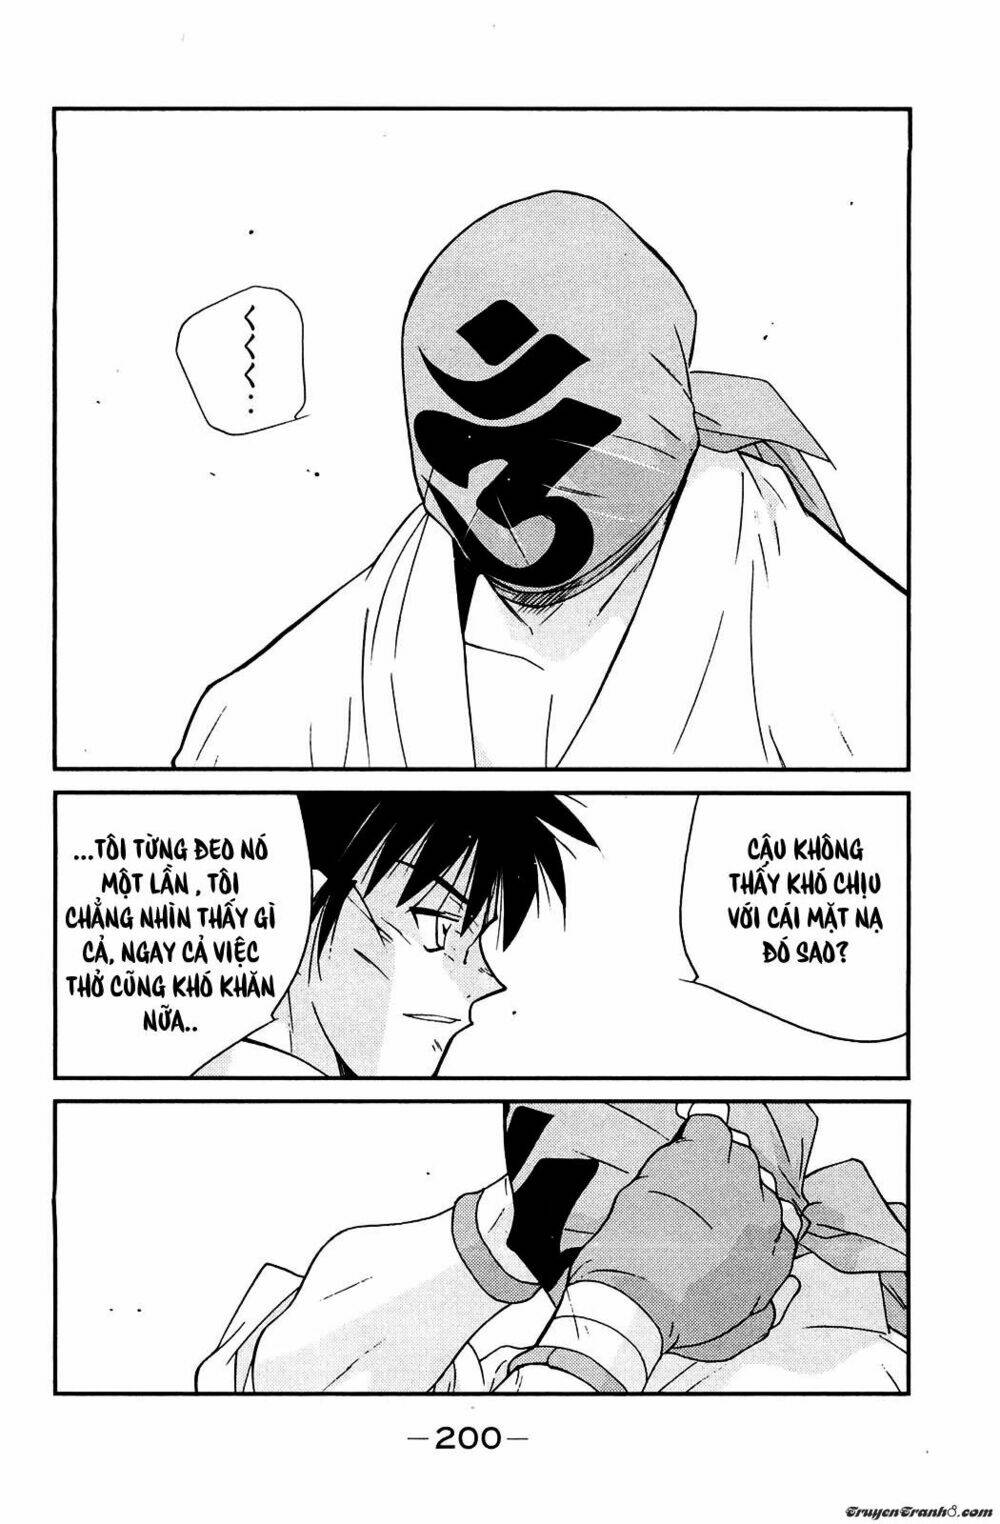 くくく・・
CẬU KHÔNG
THẤY KHÓ CHỊU
VỚI CÁI MẶT NẠ
ĐÓ SAO?
...TÔI TỪNG ĐEO NÓ
MỘT LẦN , TÔI
CHẲNG NHÌN THẤY GÌ
CẢ, NGAY CẢ VIỆC
THỞ CŨNG KHÓ KHĂN
NỮA..
—200—
TruyenTranh8.com